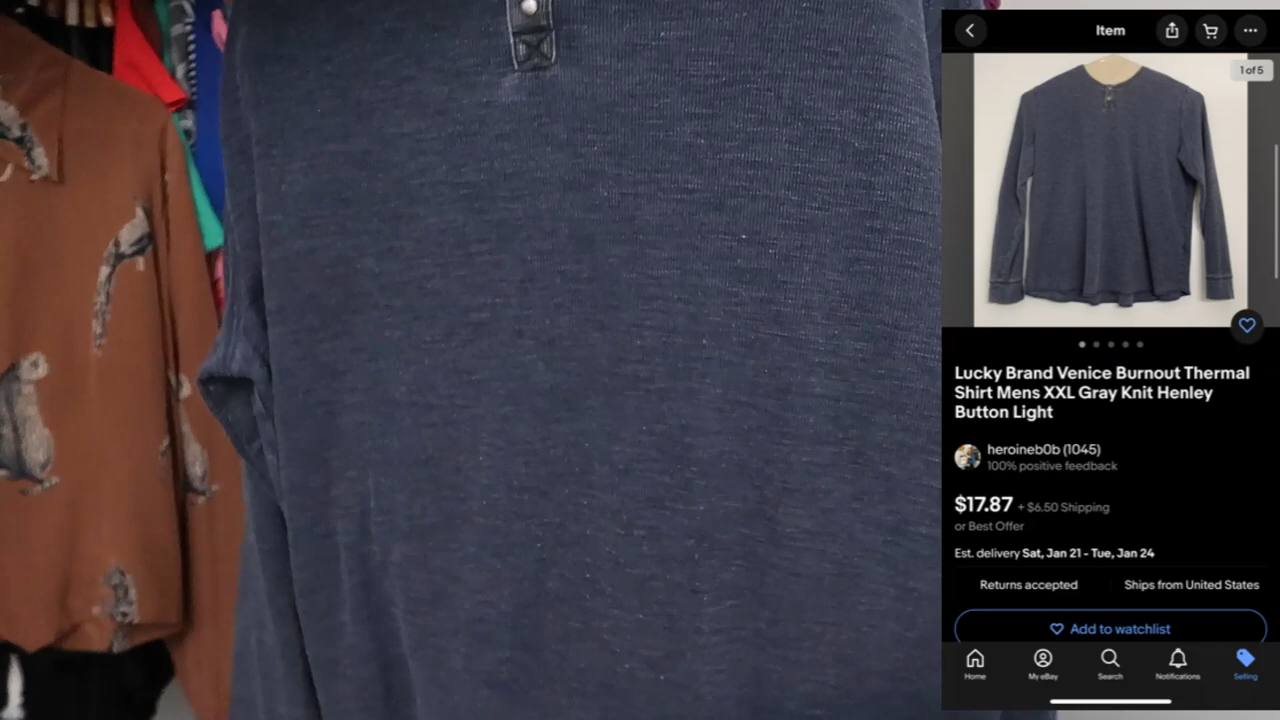 Item
1 of 5
Lucky Brand Venice Burnout Thermal
Shirt Mens XXL Gray Knit Henley
Button Light
heroineb0b (1045)
100% positive feedback
$17.87 + $6.50 Shipping
or Best Offer
Est. delivery Sat, Jan 21 - Tue, Jan 24
Returns accepted Ships from United States
Add to watchlist
Home My eBay Search Notifications Selling